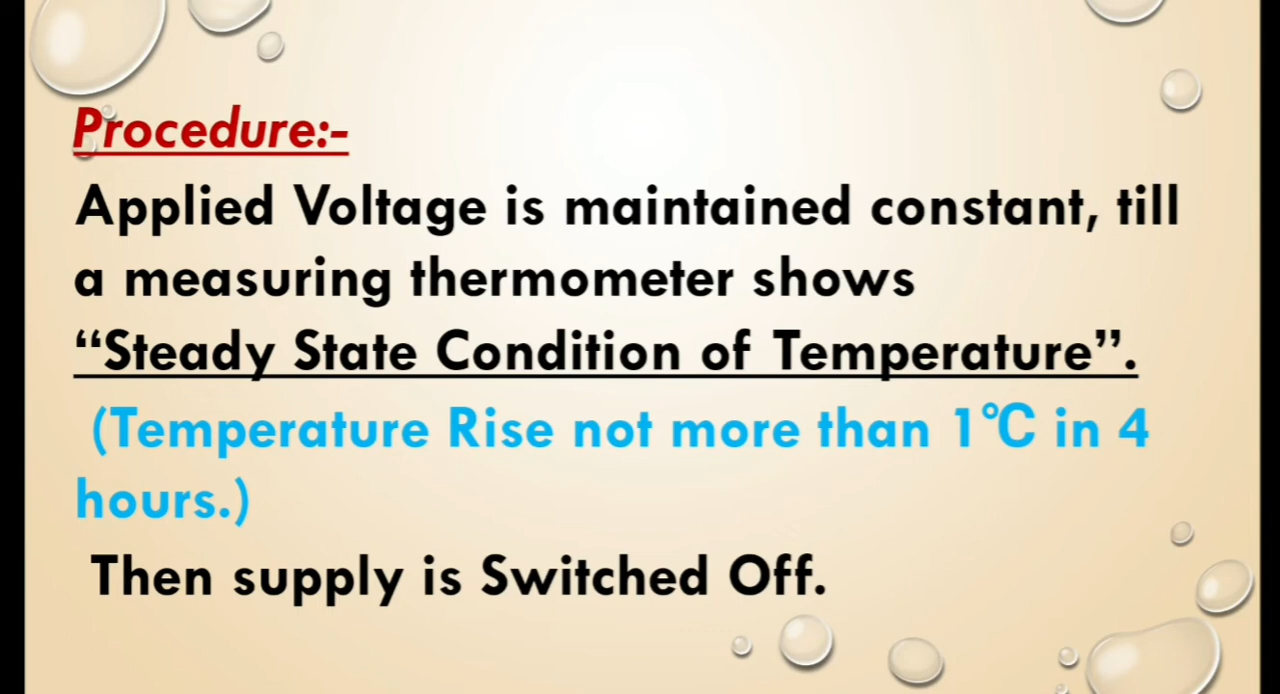 Procedure:-
Applied Voltage is maintained constant, till
a measuring thermometer shows
“Steady State Condition of Temperature”.
(Temperature Rise not more than 1℃ in 4
hours.)
Then supply is Switched Off.